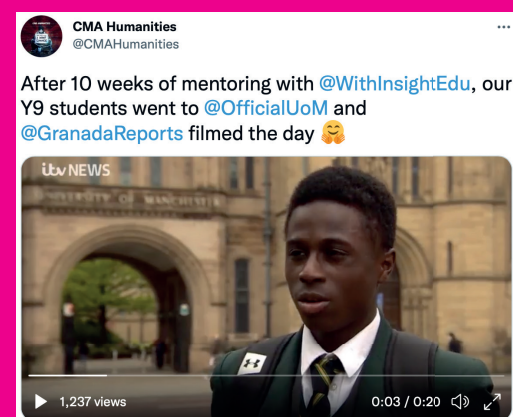 CMA Humanities
@CMAHumanities
After 10 weeks of mentoring with @WithInsightEdu, our
Y9 students went to @OfficialUoM and
@GranadaReports filmed the day 🤗
itv NEWS
UNIVERSITY OF MANCHESTER
1,237 views
0:03 / 0:20